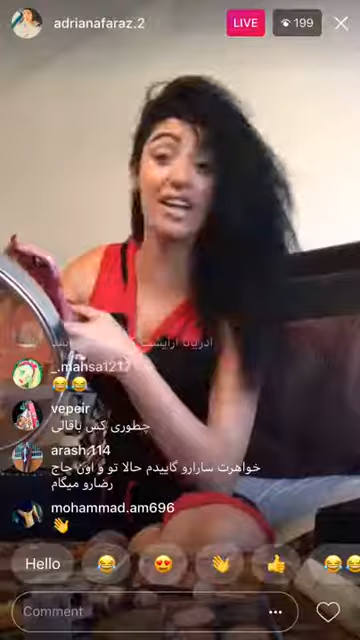 adrianafaraz.2
LIVE
199
_.mahsa1217
😂😂
vepeir
چطوری کس باقالی
arash.114
خواهرت سارارو گاییدم حالا تو و اون حاج
رضارو میگام
mohammad.am696
👋
Hello
😂
😍
👋
👍
😂😂
Comment